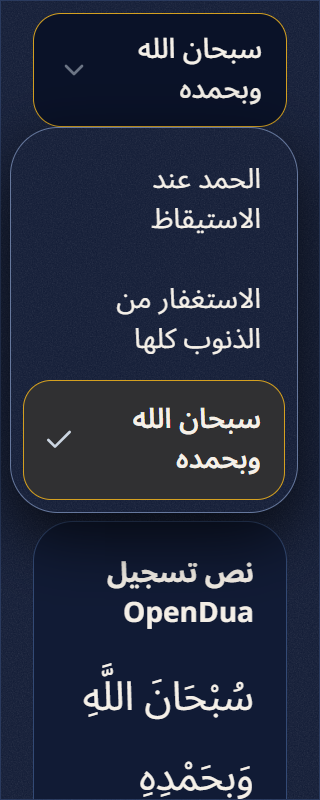 سبحان الله
وبحمده
الحمد عند
الاستيقاظ
الاستغفار من
الذنوب كلها
سبحان الله
وبحمده
نص تسجيل
OpenDua
سُبْحَانَ اللَّهِ
وَبِحَمْدِهِ